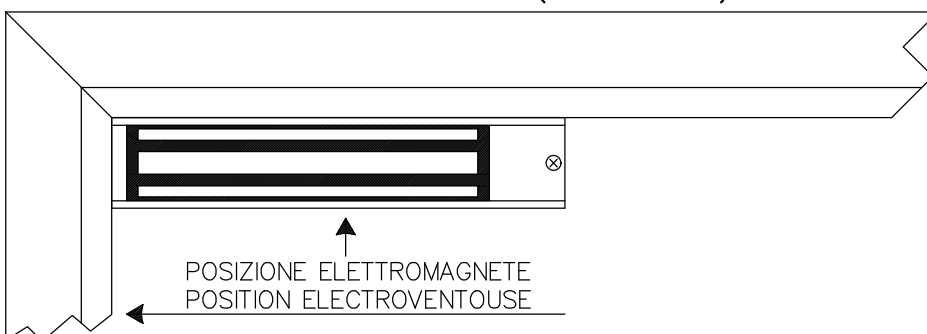 POSIZIONE ELETTROMAGNETE
POSITION ELECTROVENTOUSE